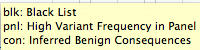 blk: Black List
pnl: High Variant Frequency in Panel
con: Inferred Benign Consequences